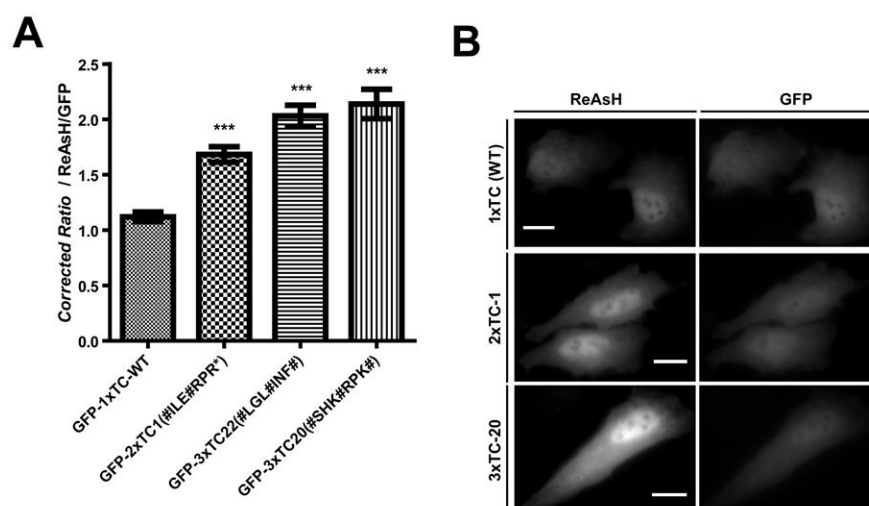 A
Corrected Ratio / ReAsH/GFP
2.5
2.0
1.5
1.0
0.5
0.0
***
***
***
GFP-1xTC-WT
GFP-2xTC1(#ILE#RPR*)
GFP-3xTC22(#LGL#INF#)
GFP-3xTC20(#SHK#RPK#)
B
ReAsH
GFP
1xTC (WT)
2xTC-1
3xTC-20